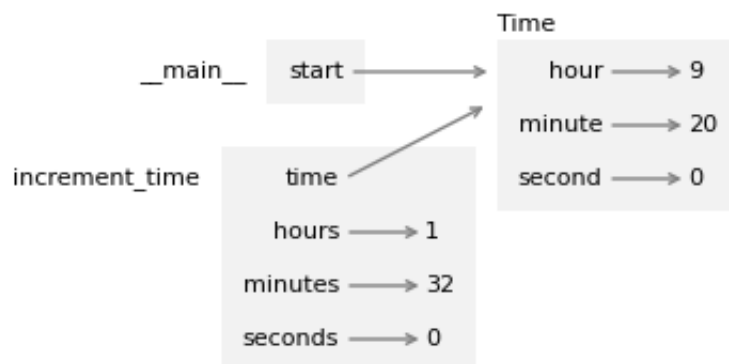 Time
__main__ start hour 9
minute 20
increment_time time second 0
hours 1
minutes 32
seconds 0